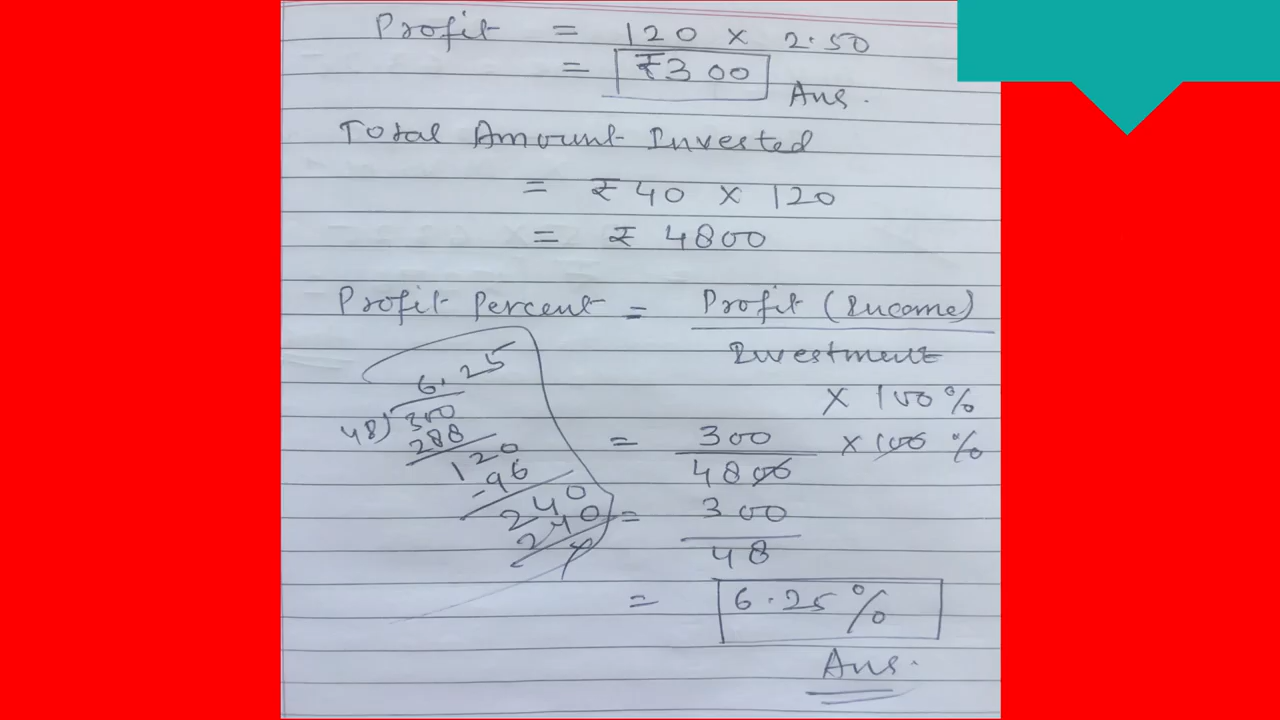 Profit = 120 × 2.50
= ₹300
Ans.
Total Amount Invested
= ₹40 × 120
= ₹ 4800
Profit Percent = Profit (Income)
Investment
× 100%
= 300 × 100 %
4800
= 300
48
= 6.25%
Ans.
6.25
48)300
288
120
-96
240
240
×